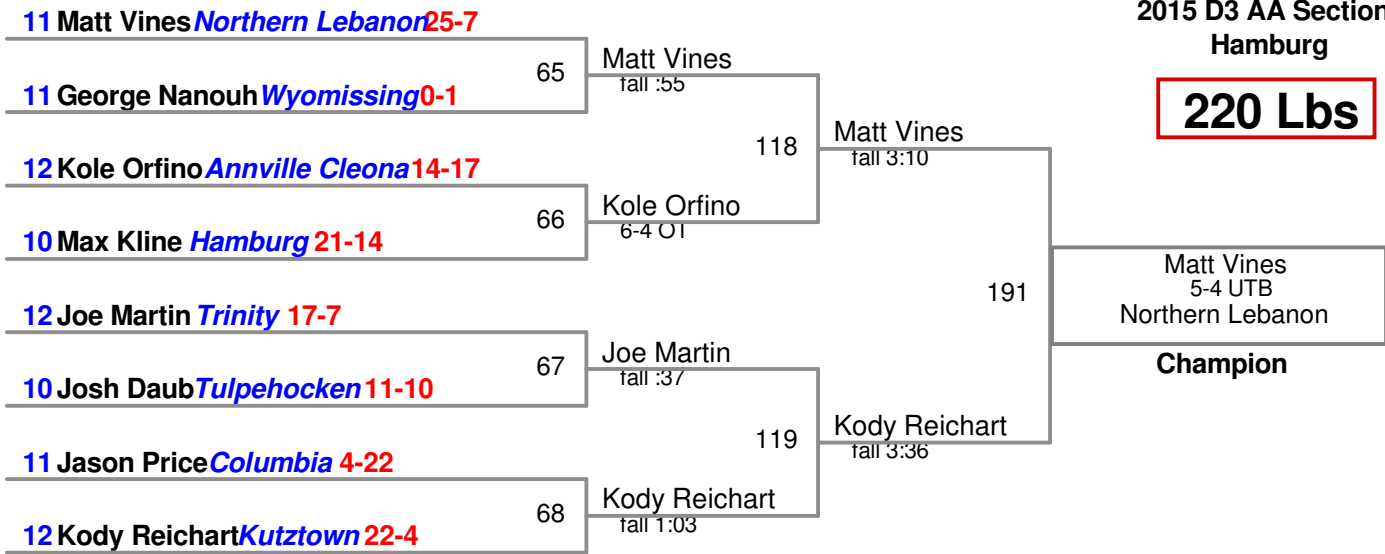 11 Matt Vines Northern Lebanon 25-7
2015 D3 AA Section
Hamburg
220 Lbs
65
Matt Vines
fall :55
11 George Nanouh Wyomissing 0-1
118
Matt Vines
fall 3:10
12 Kole Orfino Annville Cleona 14-17
66
Kole Orfino
6-4 OT
10 Max Kline Hamburg 21-14
191
Matt Vines
5-4 UTB
Northern Lebanon
Champion
12 Joe Martin Trinity 17-7
67
Joe Martin
fall :37
10 Josh Daub Tulpehocken 11-10
119
Kody Reichart
fall 3:36
11 Jason Price Columbia 4-22
68
Kody Reichart
fall 1:03
12 Kody Reichart Kutztown 22-4